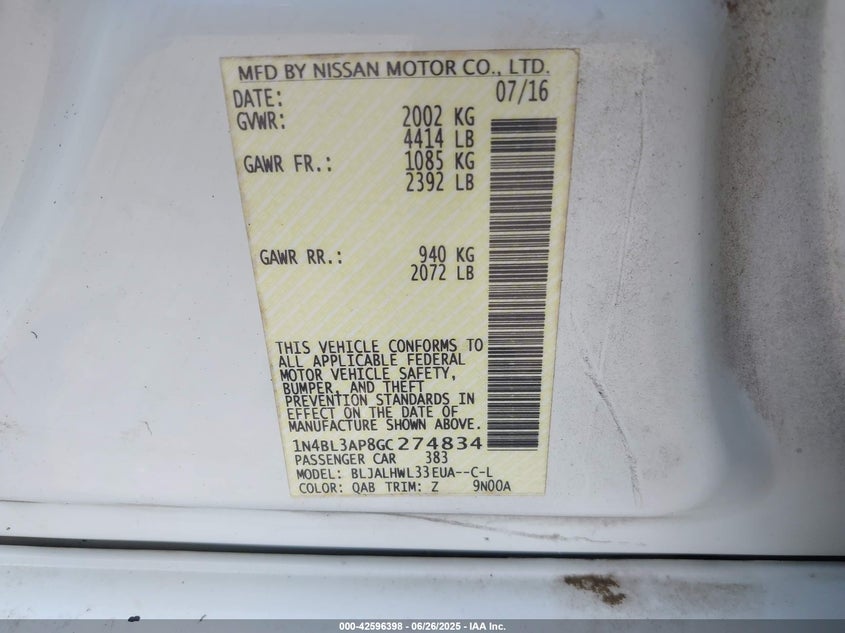 MFD BY NISSAN MOTOR CO., LTD.
DATE: 07/16
GVWR: 2002 KG
4414 LB
GAWR FR.: 1085 KG
2392 LB
GAWR RR.: 940 KG
2072 LB
THIS VEHICLE CONFORMS TO
ALL APPLICABLE FEDERAL
MOTOR VEHICLE SAFETY,
BUMPER, AND THEFT
PREVENTION STANDARDS IN
EFFECT ON THE DATE OF
MANUFACTURE SHOWN ABOVE.
1N4BL3AP8GC274834
PASSENGER CAR 383
MODEL: BLJALHWL33EUA--C-L
COLOR: QAB TRIM: Z 9N00A
000-42596398 - 06/26/2025 - IAA Inc.